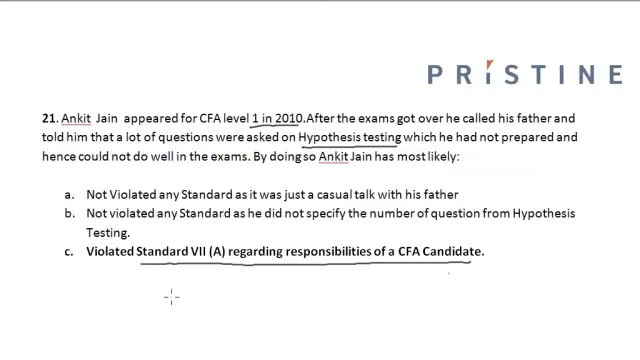 PRISTINE
21. Ankit Jain appeared for CFA level 1 in 2010.After the exams got over he called his father and
told him that a lot of questions were asked on Hypothesis testing which he had not prepared and
hence could not do well in the exams. By doing so Ankit Jain has most likely:
a. Not Violated any Standard as it was just a casual talk with his father
b. Not violated any Standard as he did not specify the number of question from Hypothesis
Testing.
c. Violated Standard VII (A) regarding responsibilities of a CFA Candidate.